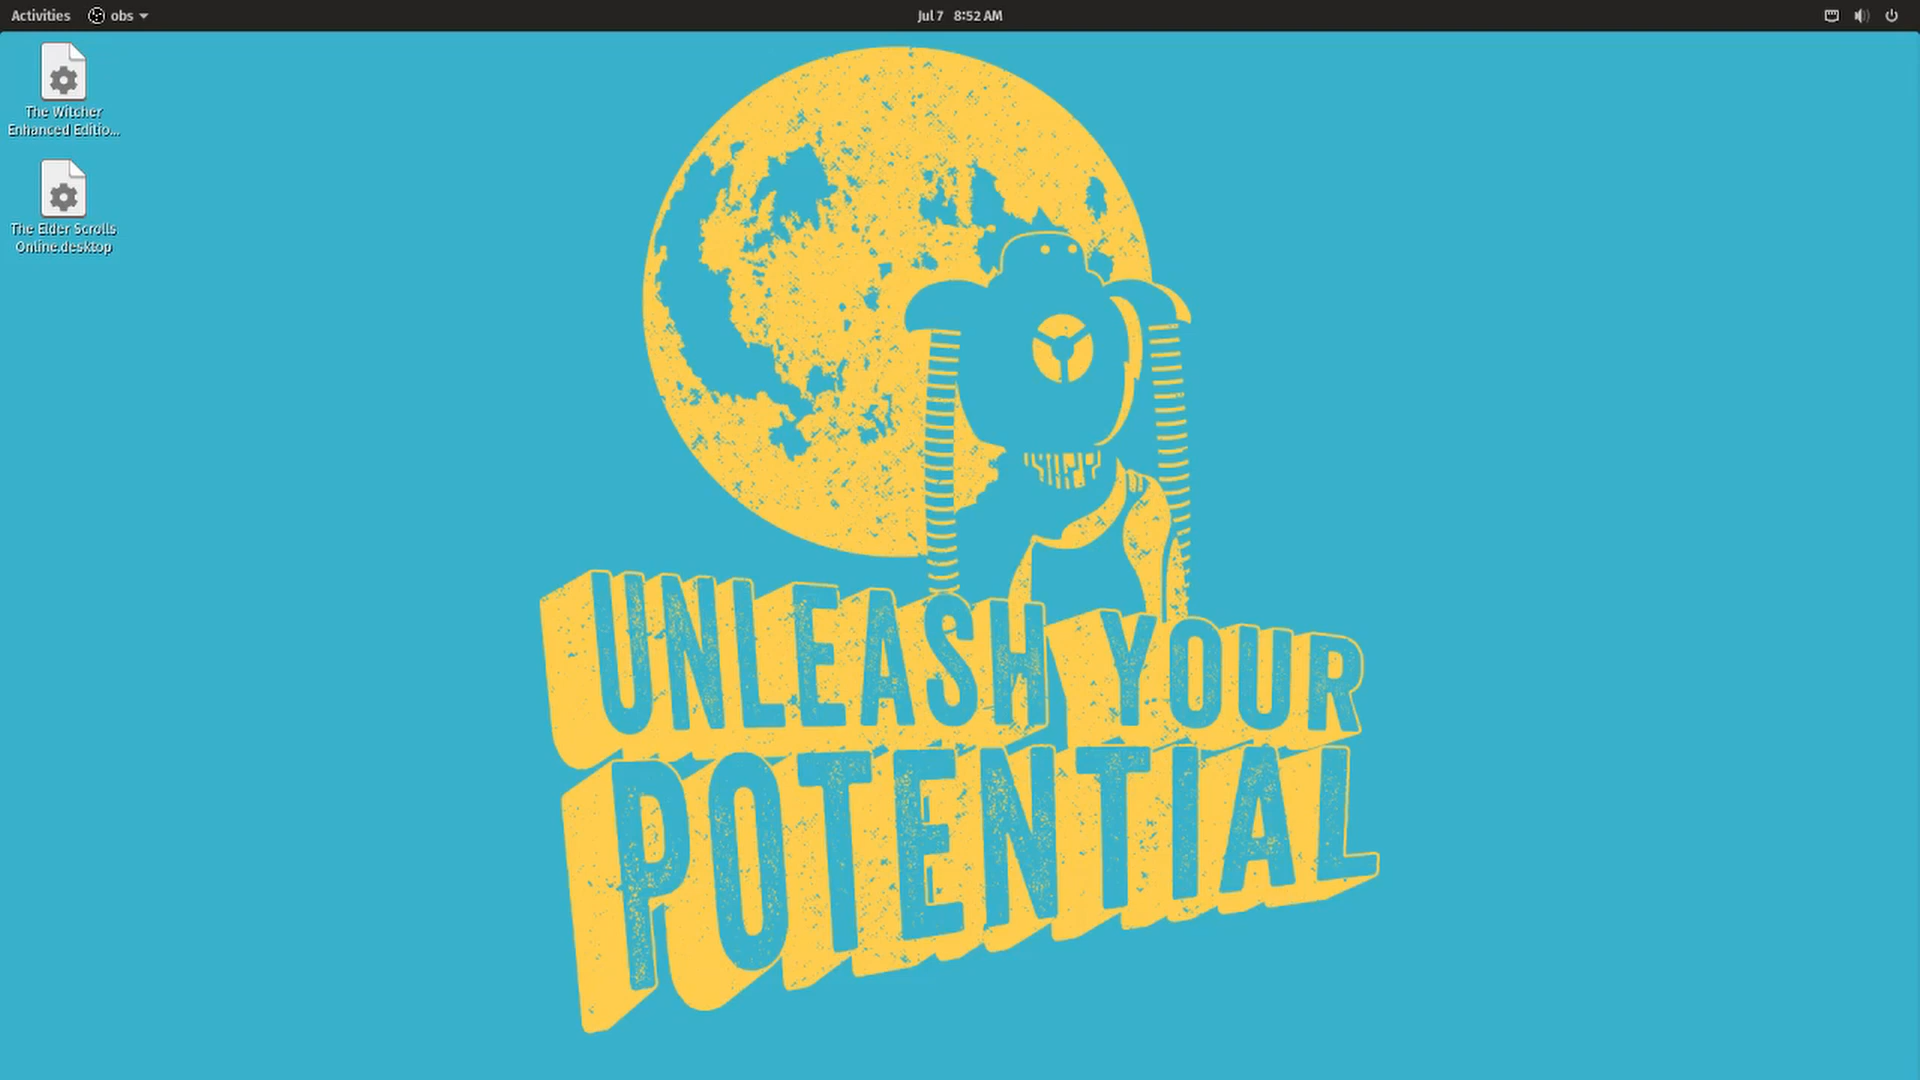 Activities obs Jul 7 8:52 AM
The Witcher
Enhanced Editio...
The Elder Scrolls
Online.desktop
UNLEASH YOUR
POTENTIAL